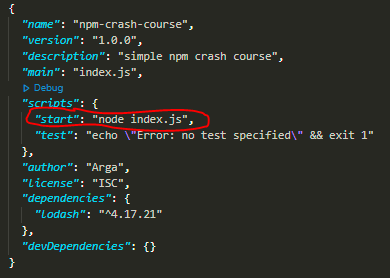 {
"name": "npm-crash-course",
"version": "1.0.0",
"description": "simple npm crash course",
"main": "index.js",
Debug
"scripts": {
"start": "node index.js",
"test": "echo \"Error: no test specified\" && exit 1"
},
"author": "Arga",
"license": "ISC",
"dependencies": {
"lodash": "^4.17.21"
},
"devDependencies": {}
}